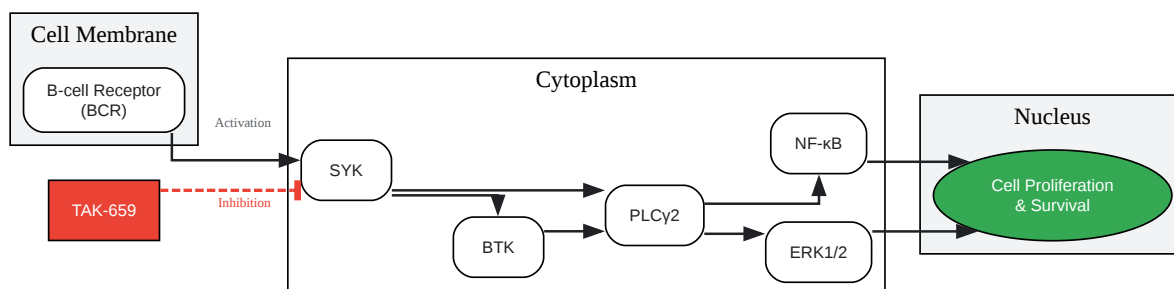 Cell Membrane
B-cell Receptor
(BCR)
Activation
TAK-659
Inhibition
Cytoplasm
SYK
BTK
PLCγ2
NF-κB
ERK1/2
Nucleus
Cell Proliferation
& Survival